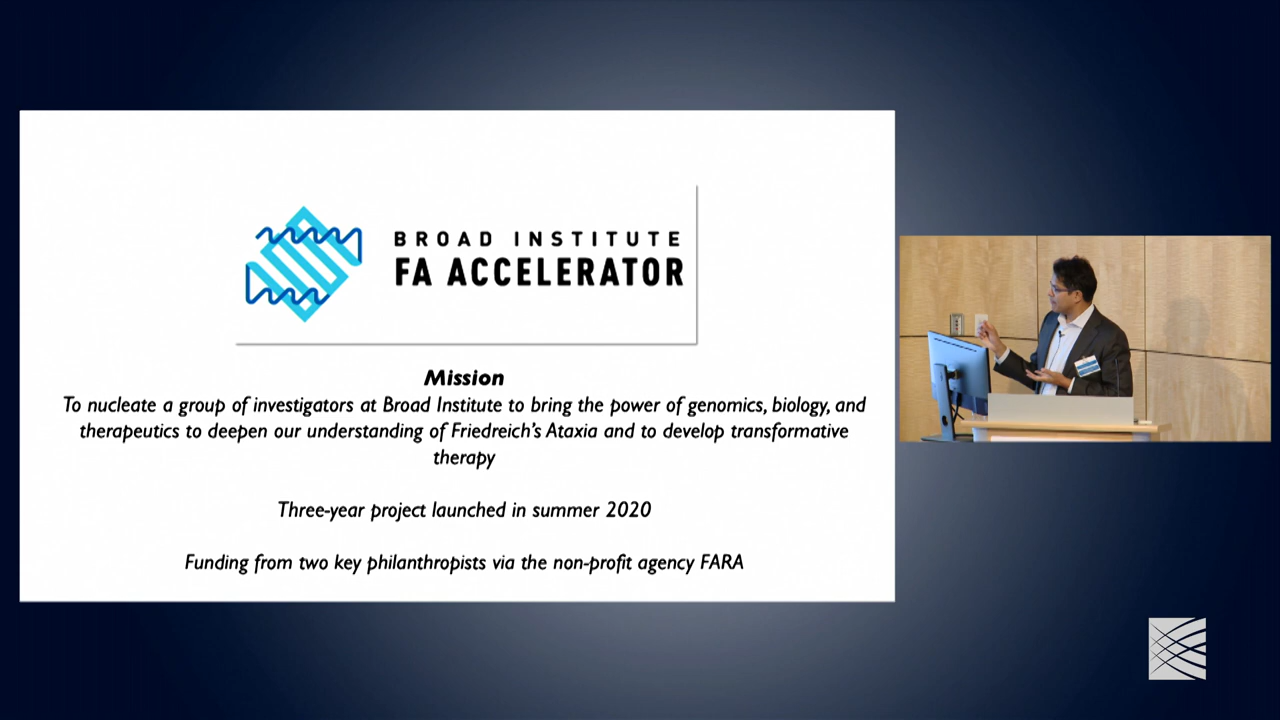 BROAD INSTITUTE
FA ACCELERATOR
Mission
To nucleate a group of investigators at Broad Institute to bring the power of genomics, biology, and
therapeutics to deepen our understanding of Friedreich's Ataxia and to develop transformative
therapy
Three-year project launched in summer 2020
Funding from two key philanthropists via the non-profit agency FARA